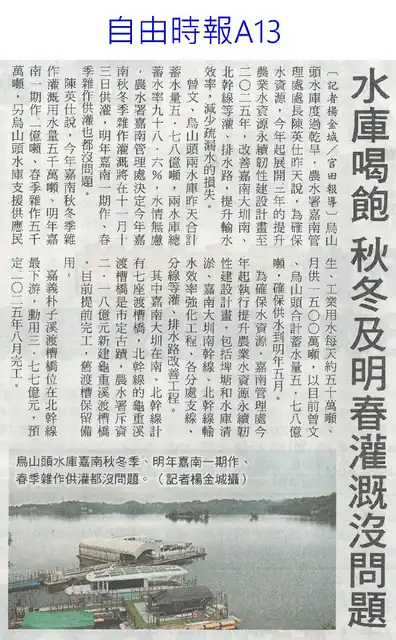 自由時報A13
水庫喝飽 秋冬及明春灌溉沒問題
〔記者楊金城/官田報導〕烏山
頭水庫度過乾旱,農水署嘉南管
理處處長陳英仕昨天說,為確保
水資源,今年起展開三年的提升
農業水資源永續韌性建設計畫至
二○二五年,改善嘉南大圳南、
北幹線等灌、排水路,提升輸水
效率,減少疏漏水的損失。
曾文、烏山頭兩水庫昨天合計
蓄水量五.七八億噸,兩水庫總
蓄水率九十八.六%,水情無慮
,農水署嘉南管理處決定今年嘉
南秋冬季雜作灌溉將在十一月十
三日供灌,明年嘉南一期作、春
季雜作供灌也都沒問題。
陳英仕說,今年嘉南秋冬季雜
作灌溉用水量五千萬噸、明年嘉
南一期作二億噸、春季雜作五千
萬噸,另烏山頭水庫支援供應民
生、工業用水每天約五十萬噸、
月供一五○○萬噸,以目前曾文
、烏山頭合計蓄水量五.七八億
噸,確保供水到明年五月。
為確保水資源,嘉南管理處今
年起執行提升農業水資源永續韌
性建設計畫,包括埤塘和水庫清
淤、嘉南大圳南幹線、北幹線輸
水效率強化工程、各分處支線、
分線等灌、排水路改善工程。
其中嘉南大圳在南、北幹線計
有七座渡槽橋,北幹線的龜重溪
渡槽橋是市定古蹟,農水署斥資
二.一八億元新建龜重溪渡槽橋
,目前提前完工,舊渡槽保留備
用。
嘉義朴子溪渡槽橋位在北幹線
最下游,動用三.七七億元,預
定二○二五年八月完工。
烏山頭水庫嘉南秋冬季、明年嘉南一期作、
春季雜作供灌都沒問題。(記者楊金城攝)